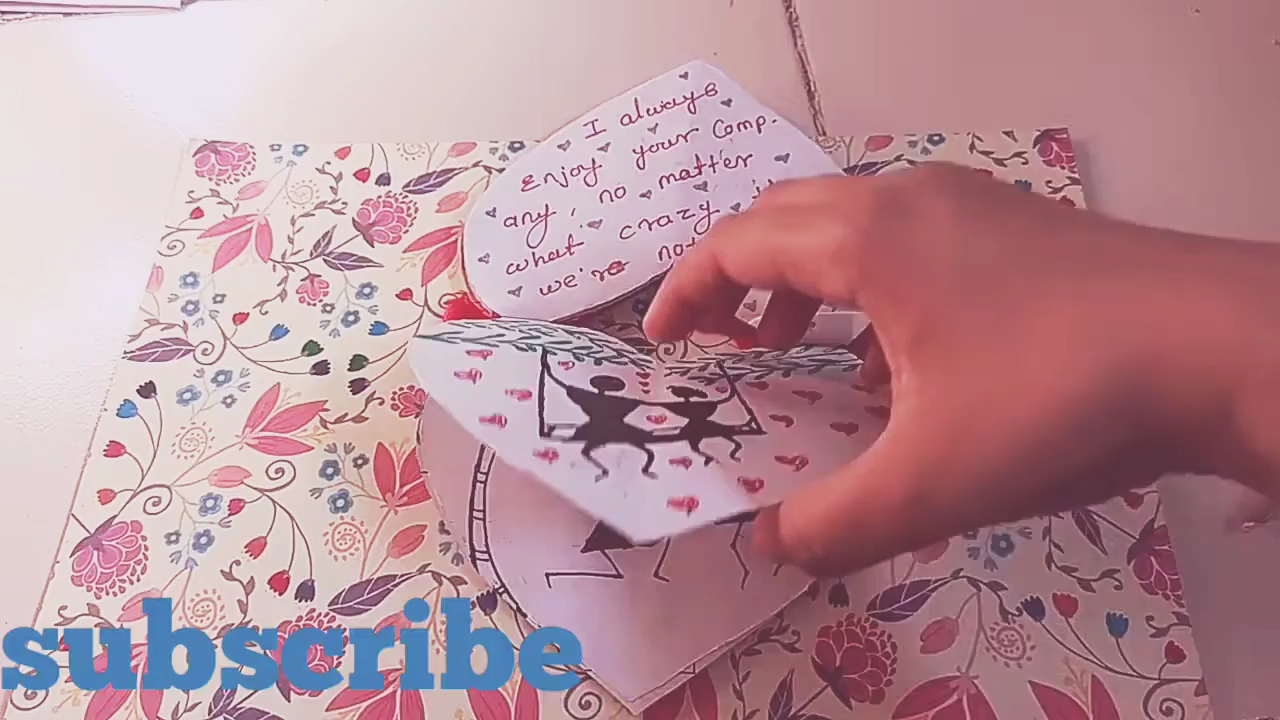 I always
Enjoy your Comp-
any, no matter
what crazy
we're not
subscribe